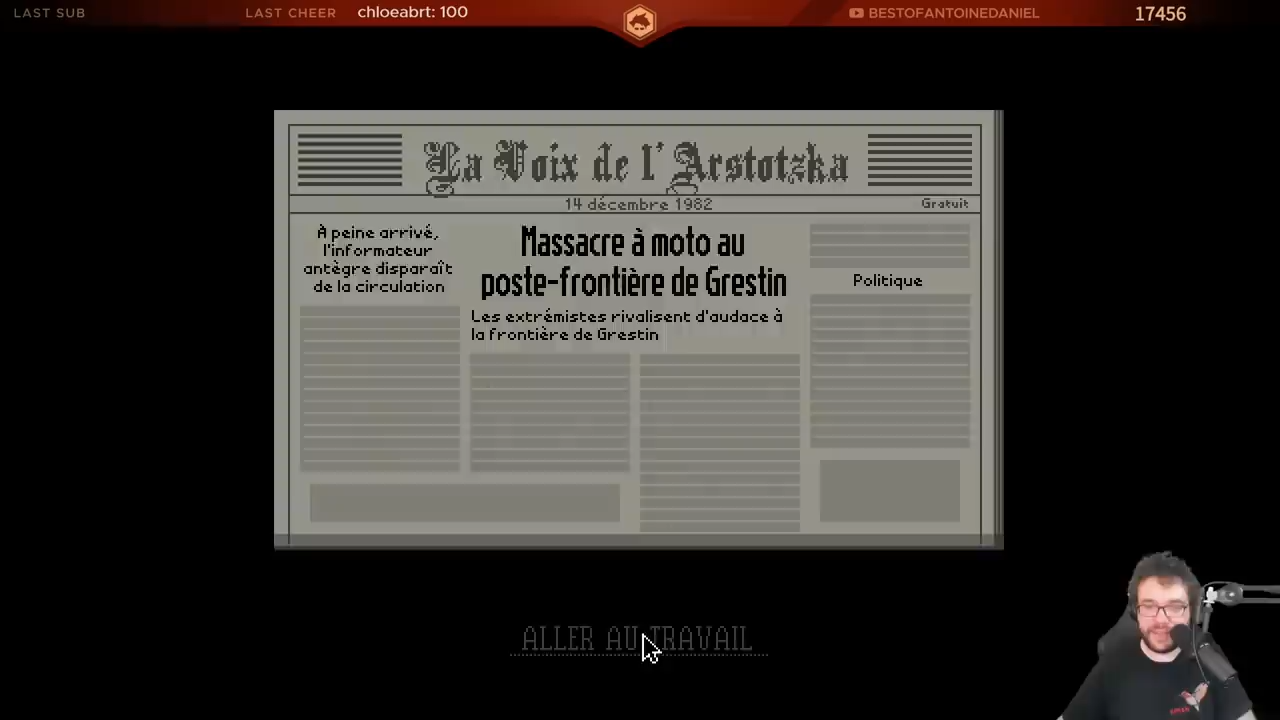 LAST SUB
LAST CHEER chloeabrt: 100
BESTOFANTOINEDANIEL
17456
La Voix de l'Arstotzka
14 décembre 1982
Gratuit
À peine arrivé,
l'informateur
antègre disparaît
de la circulation
Massacre à moto au
poste-frontière de Grestin
Les extrémistes rivalisent d'audace à
la frontière de Grestin
Politique
ALLER AU TRAVAIL